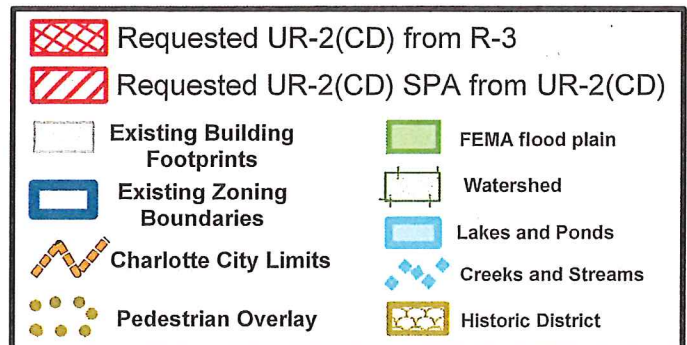 Requested UR-2(CD) from R-3
Requested UR-2(CD) SPA from UR-2(CD)
Existing Building
Footprints
Existing Zoning
Boundaries
Charlotte City Limits
Pedestrian Overlay
FEMA flood plain
Watershed
Lakes and Ponds
Creeks and Streams
Historic District